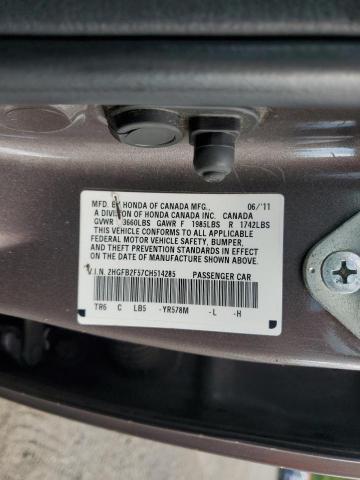 MFD. BY HONDA OF CANADA MFG., 06/'11
A DIVISION OF HONDA CANADA INC. CANADA
GVWR 3660LBS GAWR F 1985LBS R 1742LBS
THIS VEHICLE CONFORMS TO ALL APPLICABLE
FEDERAL MOTOR VEHICLE SAFETY, BUMPER,
AND THEFT PREVENTION STANDARDS IN EFFECT
ON THE DATE OF MANUFACTURE
SHOWN ABOVE.
V.I.N. 2HGFB2F57CH514285 PASSENGER CAR
TR6 C LB5 -YR578M -L -H